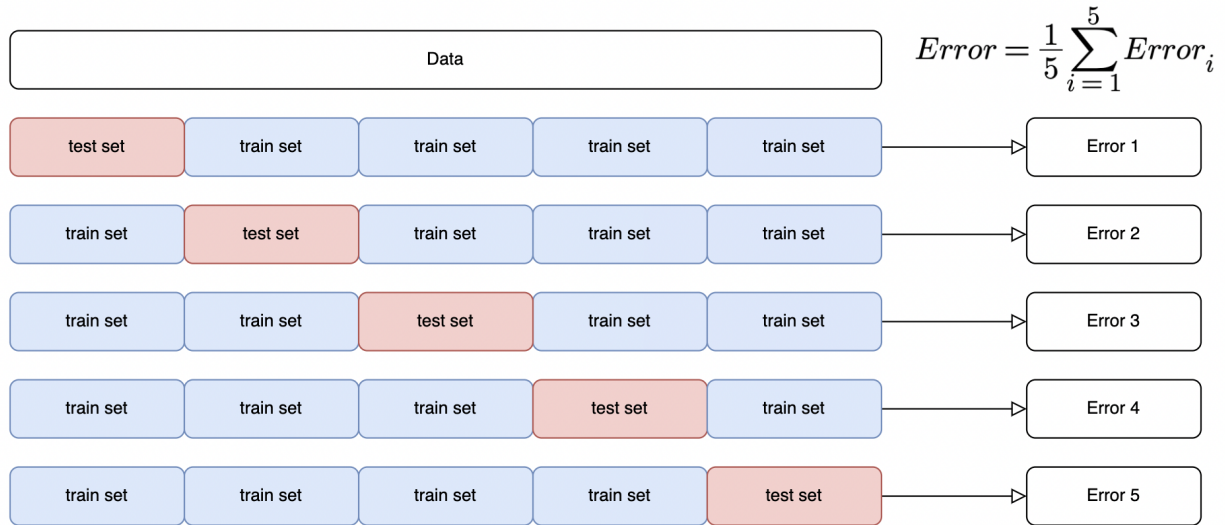 Data
Error = 1/5 ∑_{i=1}^{5} Error_i
test set train set train set train set train set Error 1
train set test set train set train set train set Error 2
train set train set test set train set train set Error 3
train set train set train set test set train set Error 4
train set train set train set train set test set Error 5